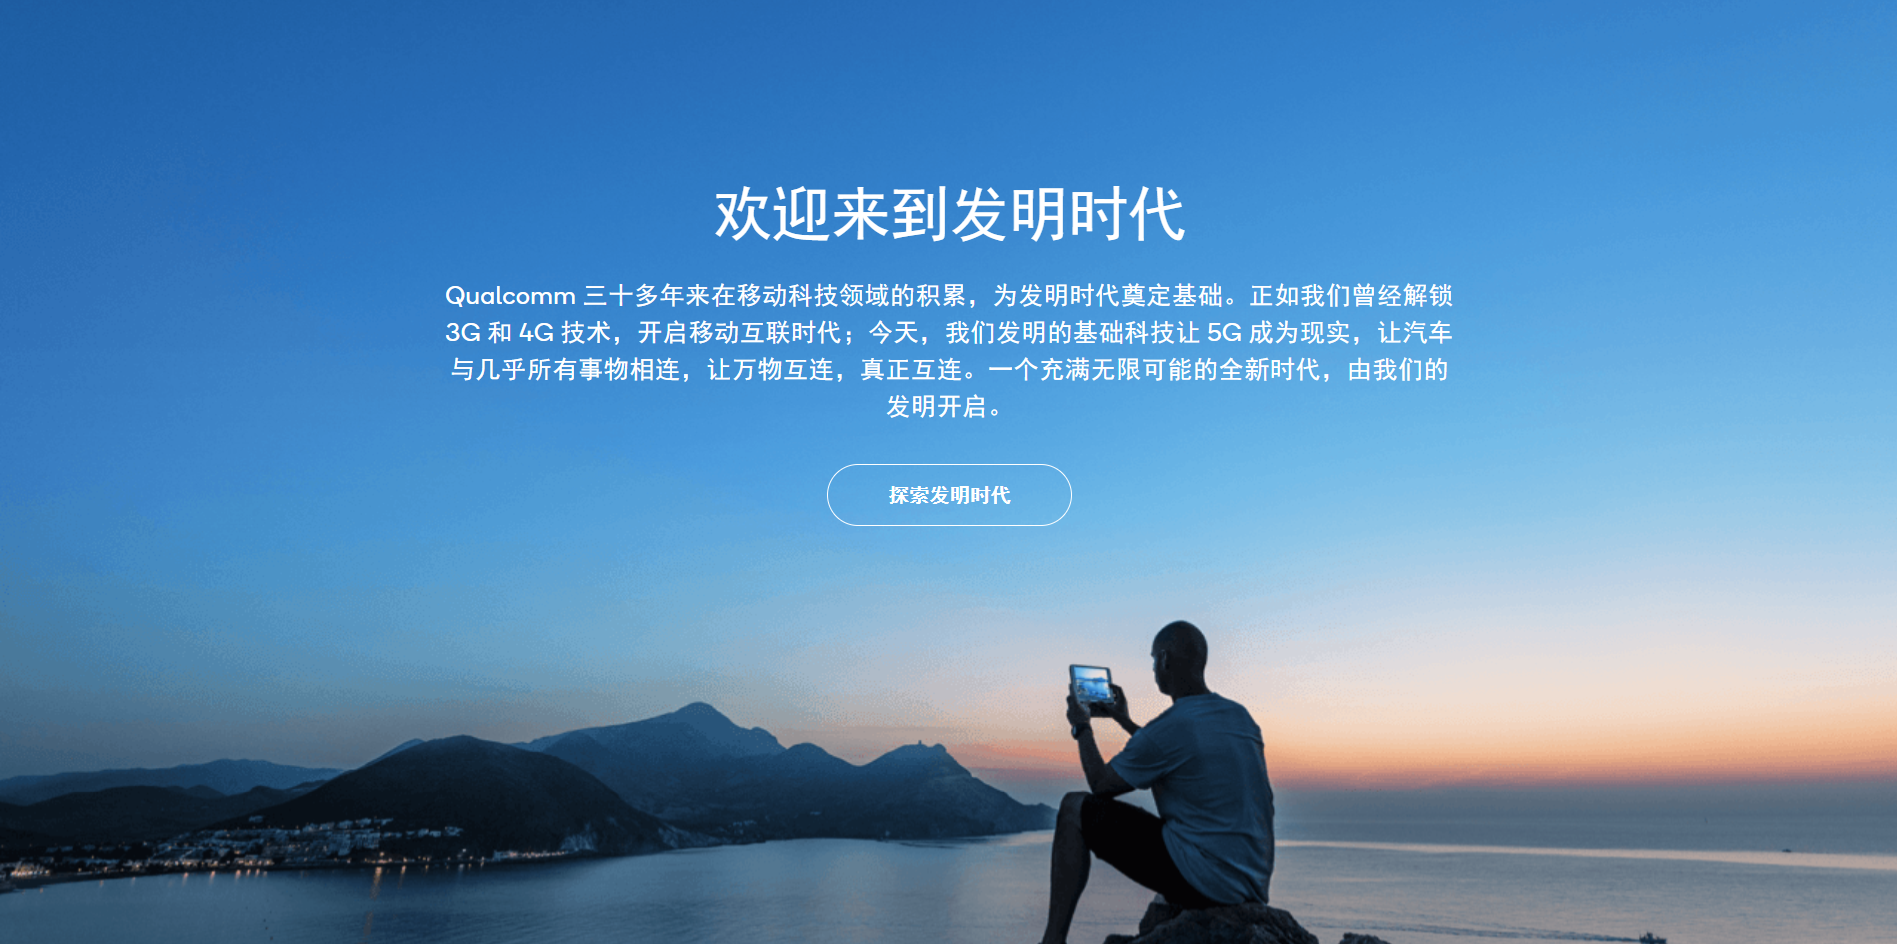 欢迎来到发明时代
Qualcomm 三十多年来在移动科技领域的积累，为发明时代奠定基础。正如我们曾经解锁
3G 和 4G 技术，开启移动互联时代；今天，我们发明的基础科技让 5G 成为现实，让汽车
与几乎所有事物相连，让万物互连，真正互连。一个充满无限可能的全新时代，由我们的
发明开启。
探索发明时代